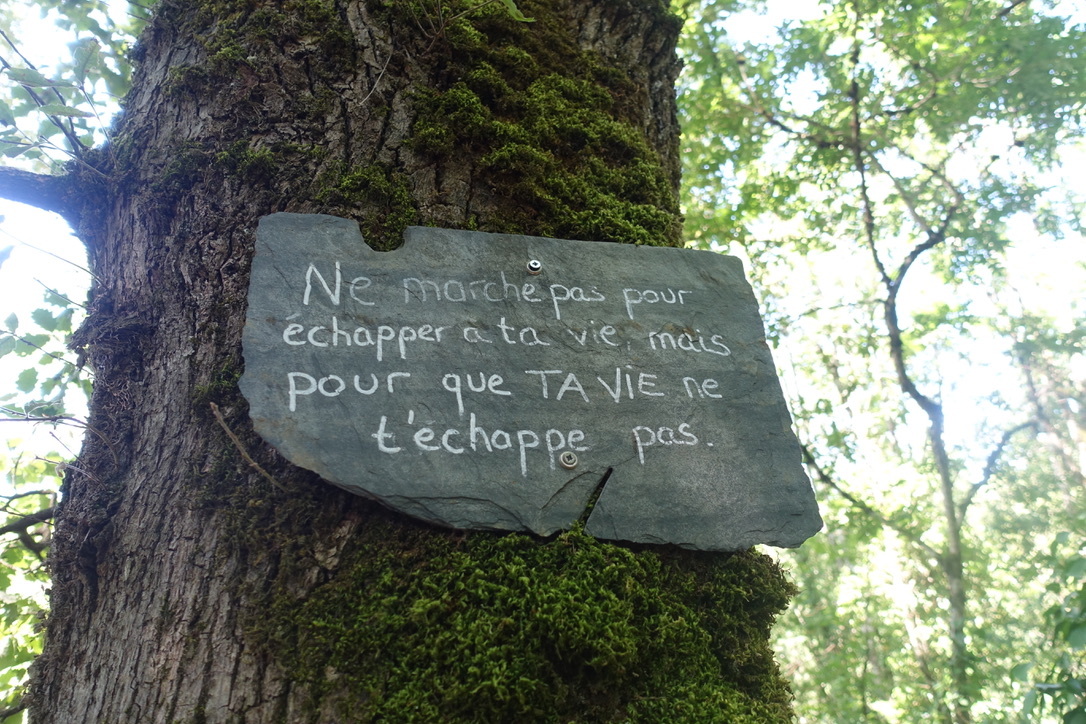 Ne marche pas pour
échapper a ta vie, mais
pour que TA VIE ne
t'échappe pas.